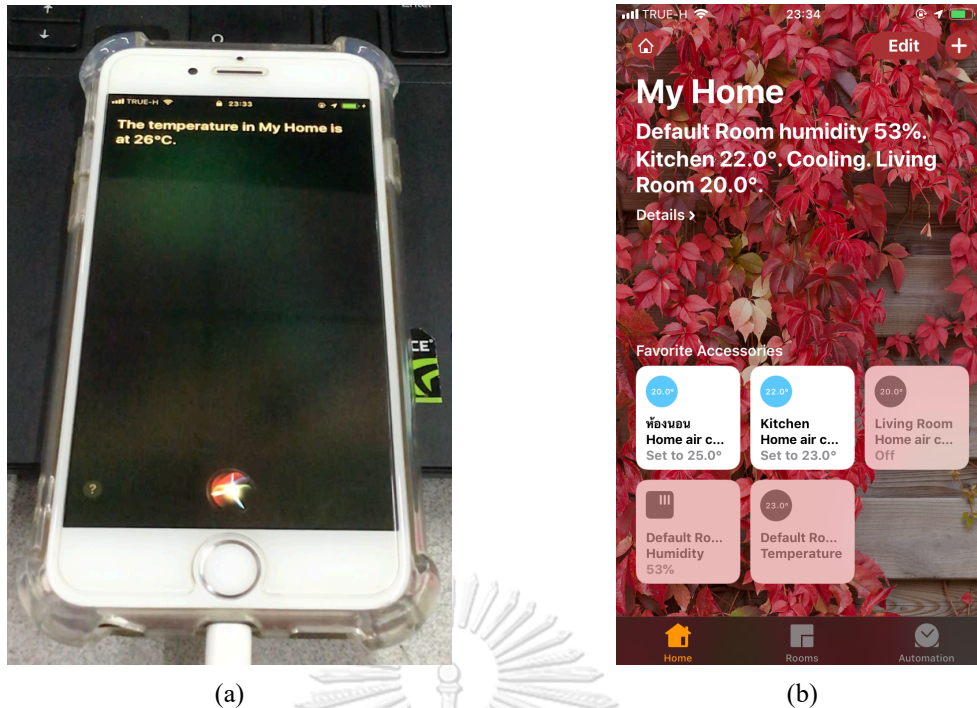 Enter
TRUE-H 23:33
The temperature in My Home is
at 26°C.
CE
?
(a)
TRUE-H 23:34
Edit +
My Home
Default Room humidity 53%.
Kitchen 22.0°. Cooling. Living
Room 20.0°.
Details >
Favorite Accessories
20.0°
ห้องนอน
Home air c...
Set to 25.0°
22.0°
Kitchen
Home air c...
Set to 23.0°
20.0°
Living Room
Home air c...
Off
Default Ro...
Humidity
53%
23.0°
Default Ro...
Temperature
Home Rooms Automation
(b)